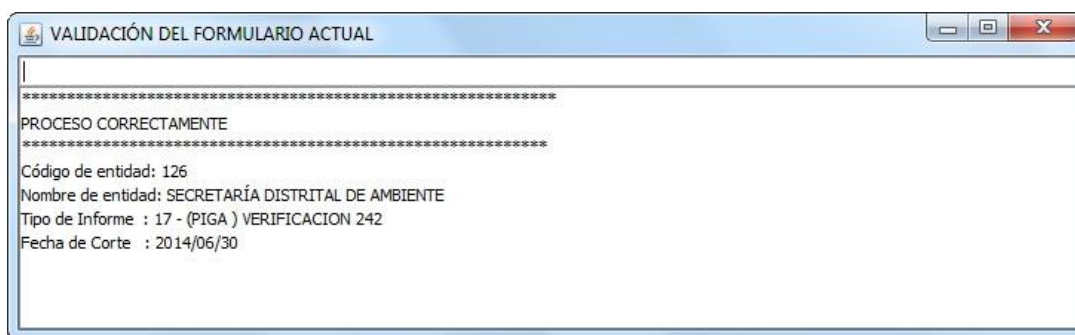 VALIDACIÓN DEL FORMULARIO ACTUAL
************************************************************
PROCESO CORRECTAMENTE
***********************************************************
Código de entidad: 126
Nombre de entidad: SECRETARÍA DISTRITAL DE AMBIENTE
Tipo de Informe : 17 - (PIGA ) VERIFICACION 242
Fecha de Corte : 2014/06/30